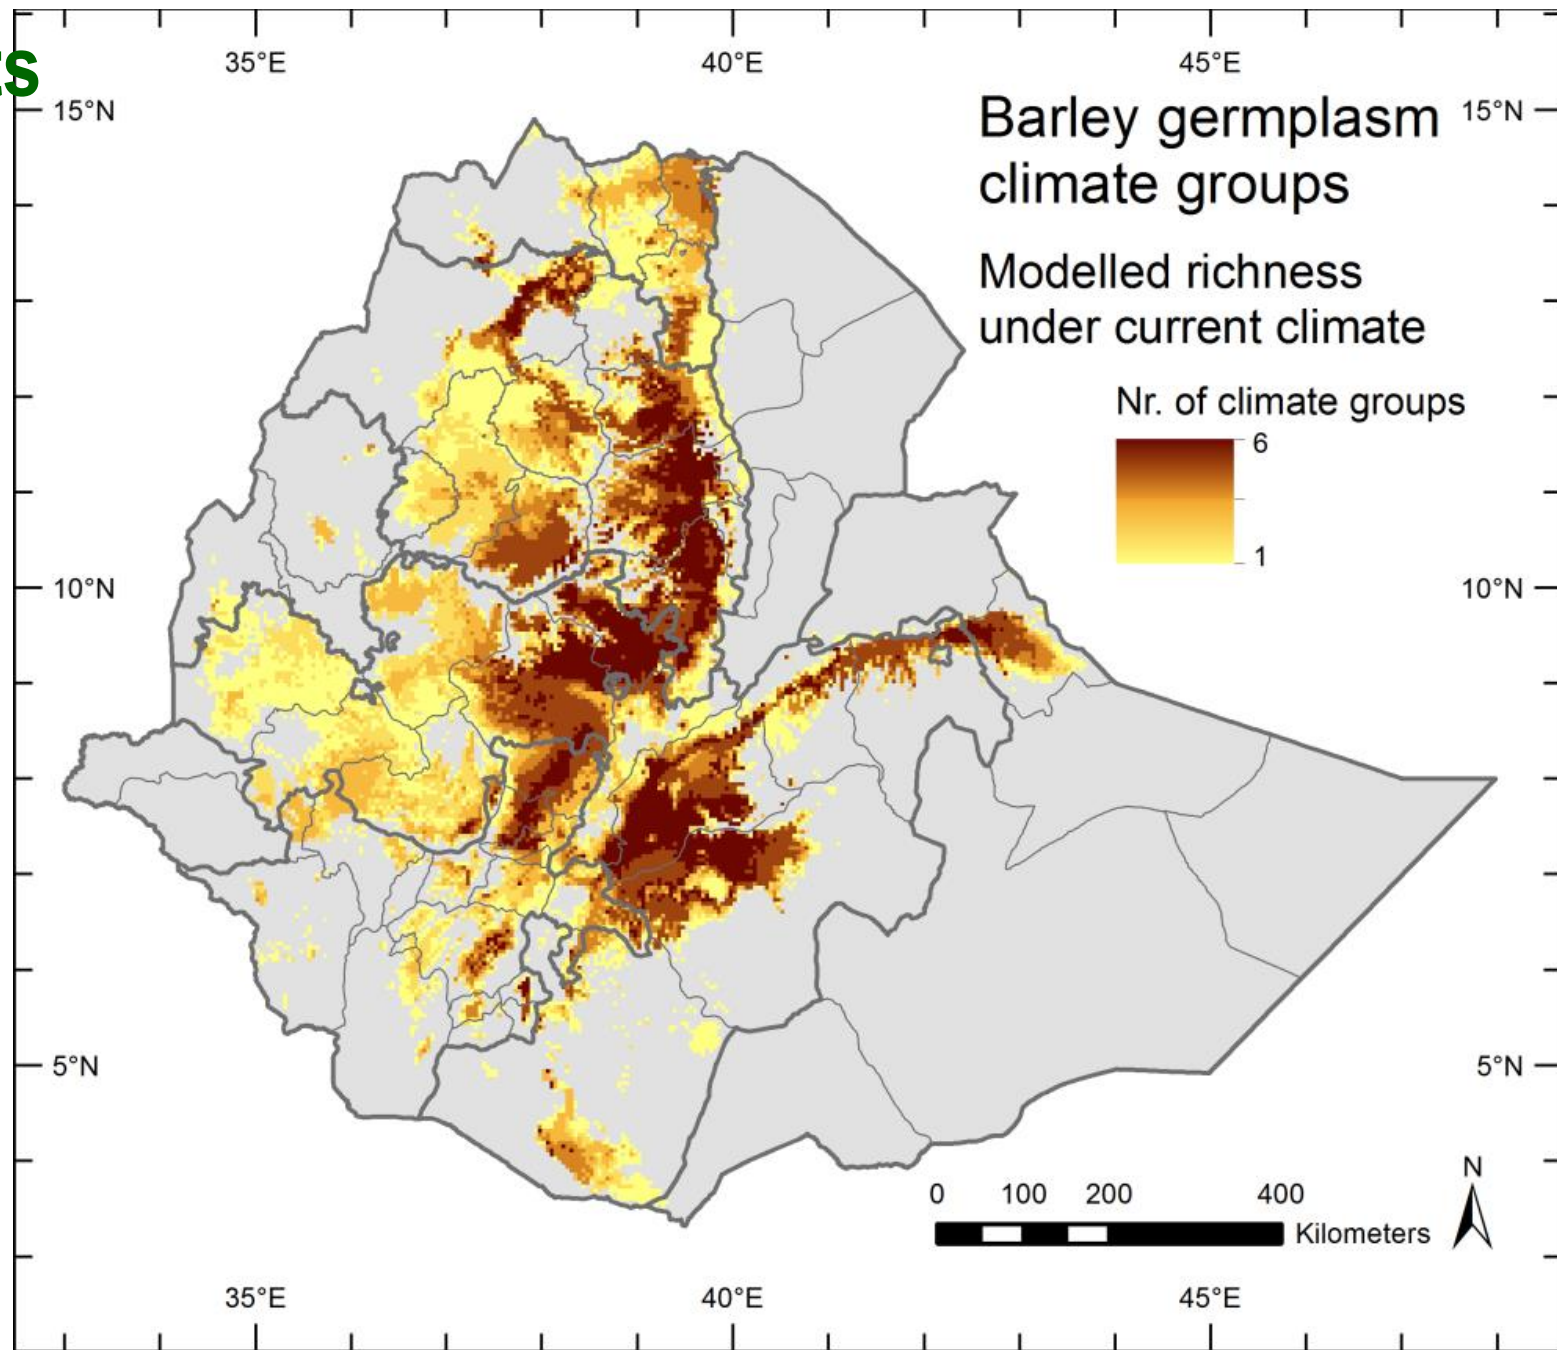 35°E 40°E 45°E
15°N 15°N
Barley germplasm
climate groups
Modelled richness
under current climate
Nr. of climate groups
6
1
10°N 10°N
5°N 5°N
N
0 100 200 400
Kilometers
35°E 40°E 45°E